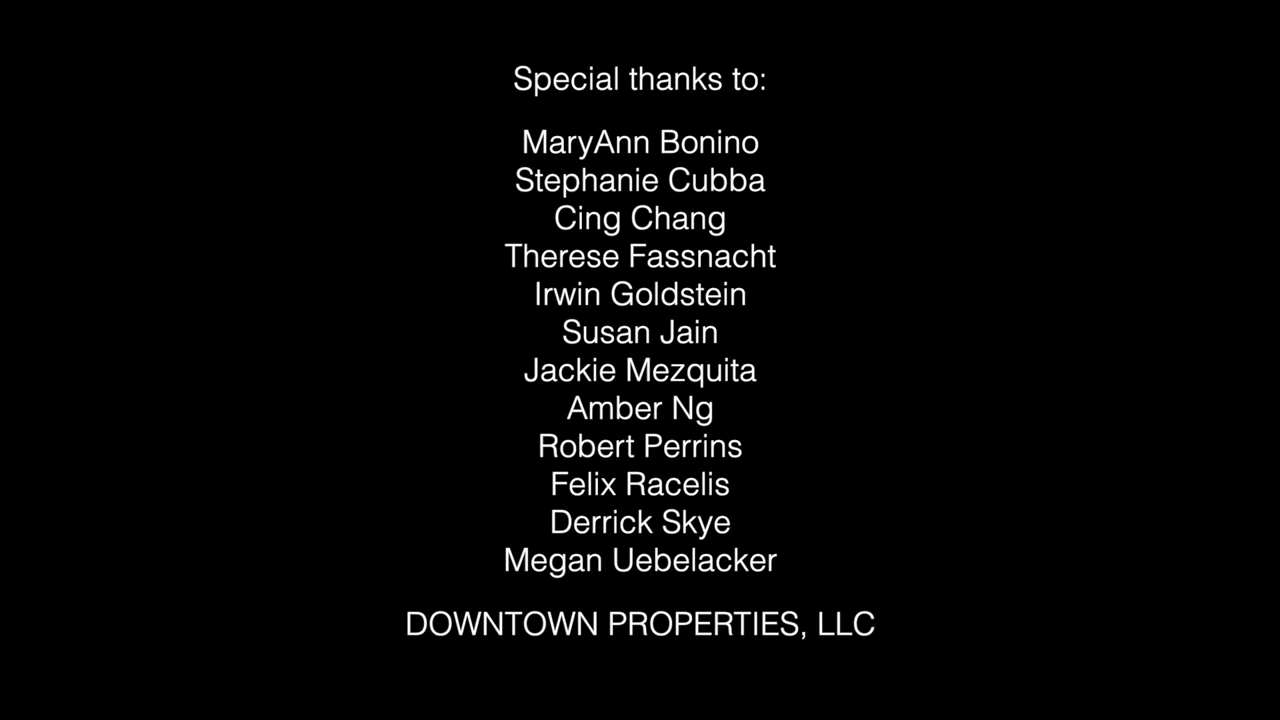 Special thanks to:
MaryAnn Bonino
Stephanie Cubba
Cing Chang
Therese Fassnacht
Irwin Goldstein
Susan Jain
Jackie Mezquita
Amber Ng
Robert Perrins
Felix Racelis
Derrick Skye
Megan Uebelacker
DOWNTOWN PROPERTIES, LLC